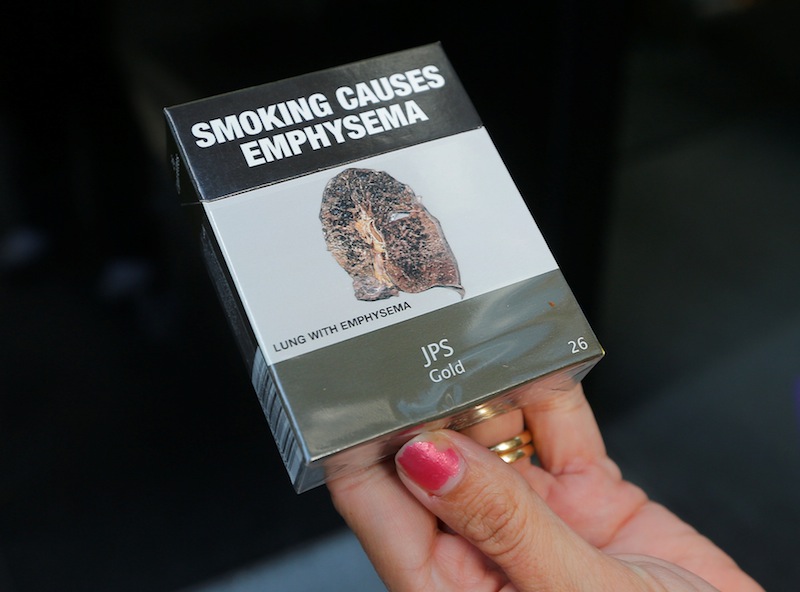 SMOKING CAUSES
EMPHYSEMA
LUNG WITH EMPHYSEMA
JPS
Gold
26